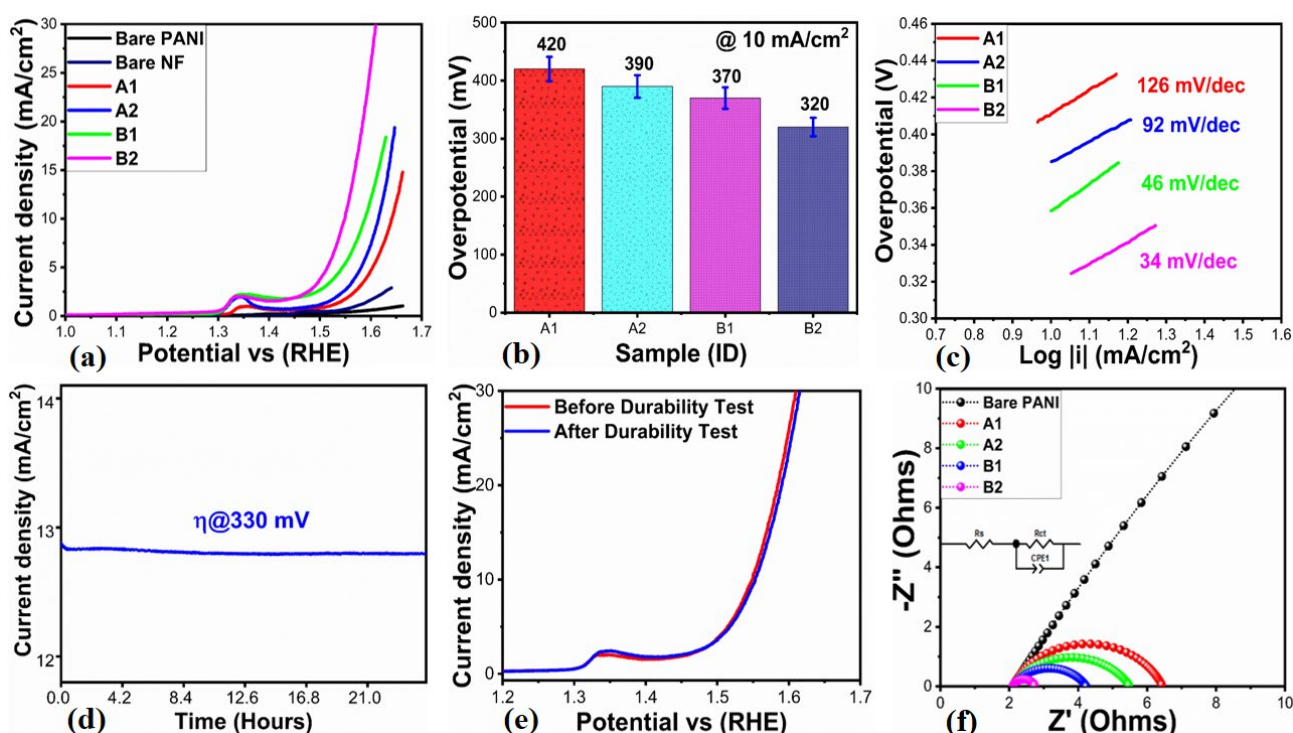 30
25
20
15
10
5
0
Current density (mA/cm²)
Bare PANI
Bare NF
A1
A2
B1
B2
1.0 1.1 1.2 1.3 1.4 1.5 1.6 1.7
(a) Potential vs (RHE)
500
400
300
200
100
0
Overpotential (mV)
@ 10 mA/cm²
420
390
370
320
A1 A2 B1 B2
(b) Sample (ID)
0.46
0.44
0.42
0.40
0.38
0.36
0.34
0.32
0.30
Overpotential (V)
A1
A2
B1
B2
126 mV/dec
92 mV/dec
46 mV/dec
34 mV/dec
0.7 0.8 0.9 1.0 1.1 1.2 1.3 1.4 1.5 1.6
(c) Log |i| (mA/cm²)
14
13
12
Current density (mA/cm²)
η@330 mV
0.0 4.2 8.4 12.6 16.8 21.0
(d) Time (Hours)
30
20
10
0
Current density (mA/cm²)
Before Durability Test
After Durability Test
1.2 1.3 1.4 1.5 1.6 1.7
(e) Potential vs (RHE)
10
8
6
4
2
0
-Z" (Ohms)
Bare PANI
A1
A2
B1
B2
Rs Rct
CPE1
0 2 4 6 8 10
(f) Z' (Ohms)